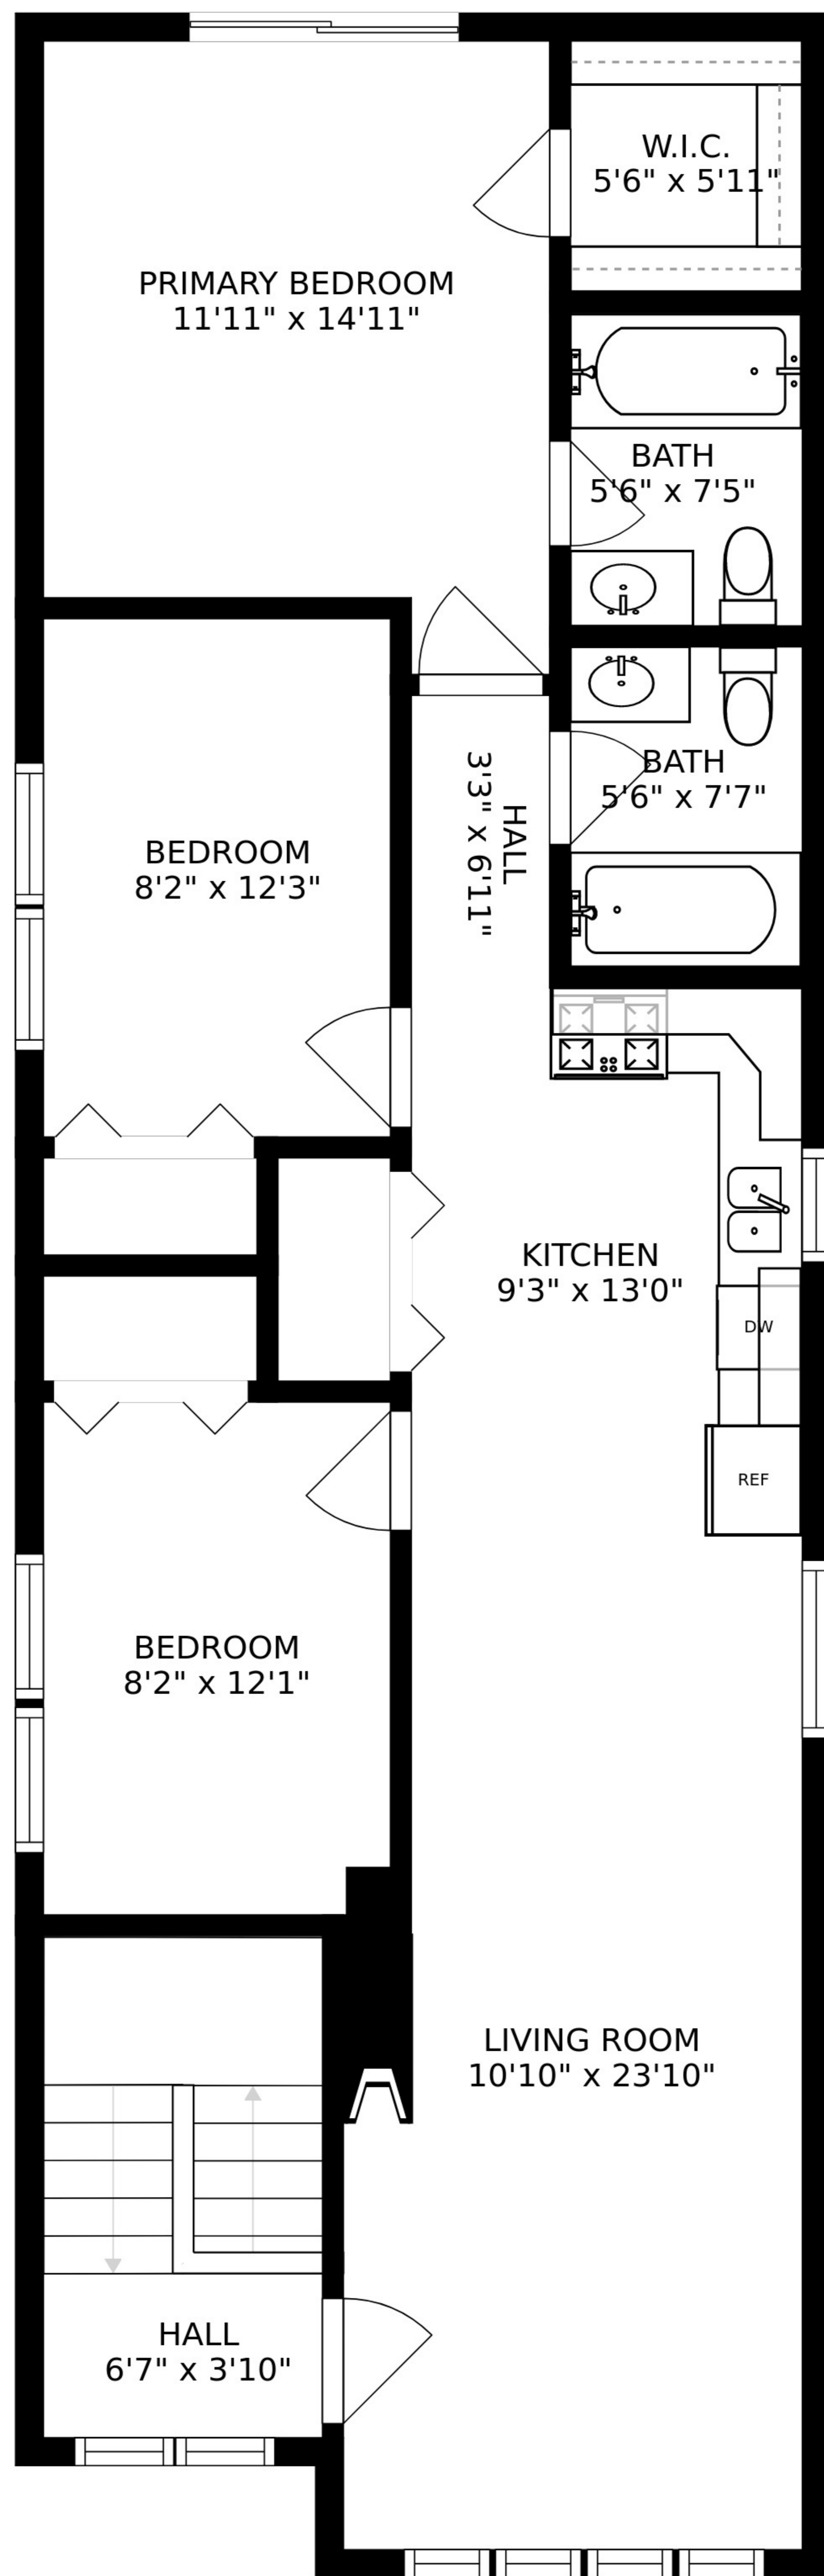 W.I.C.
5'6" x 5'11"
PRIMARY BEDROOM
11'11" x 14'11"
BATH
5'6" x 7'5"
BATH
5'6" x 7'7"
HALL
3'3" x 6'11"
BEDROOM
8'2" x 12'3"
KITCHEN
9'3" x 13'0"
DW
REF
BEDROOM
8'2" x 12'1"
LIVING ROOM
10'10" x 23'10"
HALL
6'7" x 3'10"